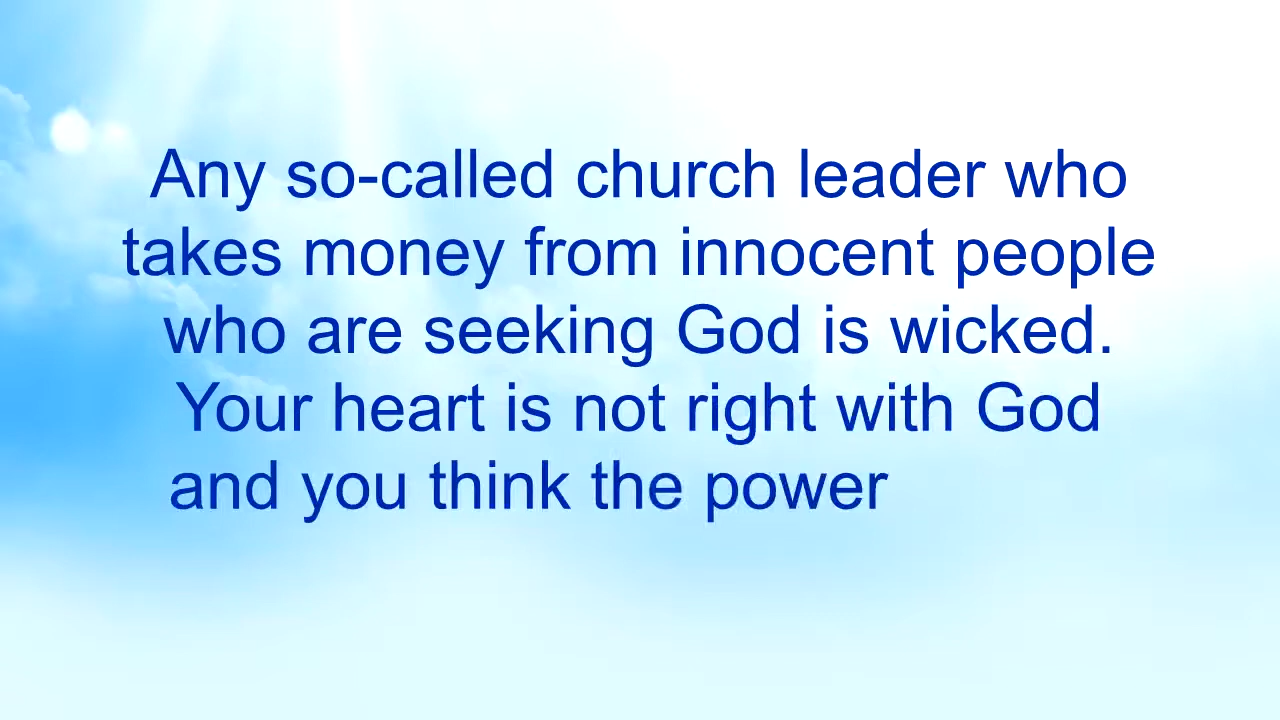 Any so-called church leader who
takes money from innocent people
who are seeking God is wicked.
Your heart is not right with God
and you think the power